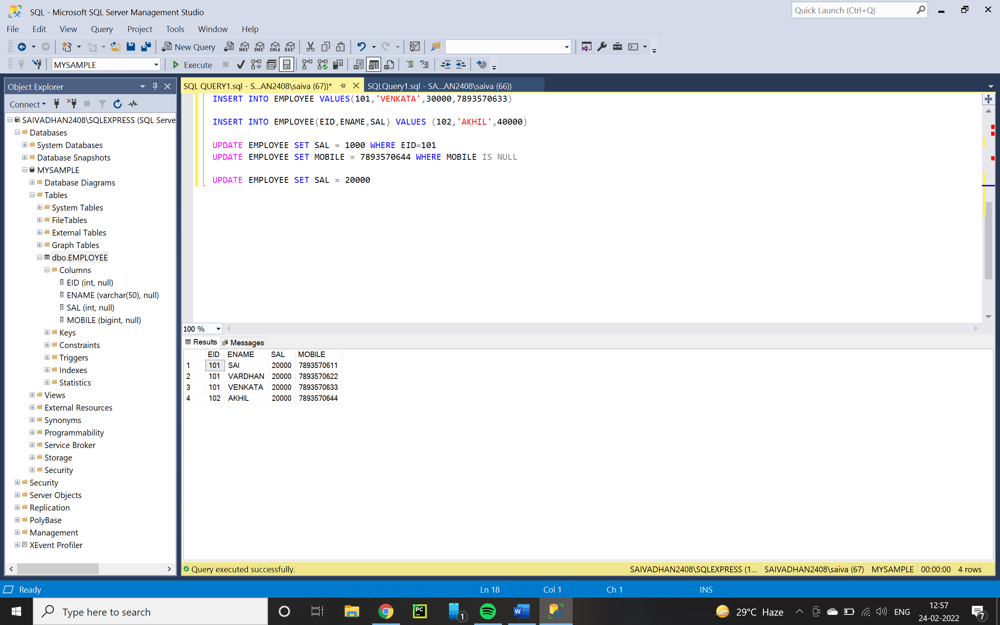 SQL - Microsoft SQL Server Management Studio
Quick Launch (Ctrl+Q)
File Edit View Query Project Tools Window Help
New Query MDX DMX XMLA DAX
MYSAMPLE Execute
Object Explorer
SQL QUERY1.sql - S...AN2408\saiva (67))* SQLQuery1.sql - SA...AN2408\saiva (66))
Connect
SAIVADHAN2408\SQLEXPRESS (SQL Serve
Databases
System Databases
Database Snapshots
MYSAMPLE
Database Diagrams
Tables
System Tables
FileTables
External Tables
Graph Tables
dbo.EMPLOYEE
Columns
EID (int, null)
ENAME (varchar(50), null)
SAL (int, null)
MOBILE (bigint, null)
Keys
Constraints
Triggers
Indexes
Statistics
Views
External Resources
Synonyms
Programmability
Service Broker
Storage
Security
Security
Server Objects
Replication
PolyBase
Management
XEvent Profiler
INSERT INTO EMPLOYEE VALUES(101,'VENKATA',30000,7893570633)
INSERT INTO EMPLOYEE(EID,ENAME,SAL) VALUES (102,'AKHIL',40000)
UPDATE EMPLOYEE SET SAL = 1000 WHERE EID=101
UPDATE EMPLOYEE SET MOBILE = 7893570644 WHERE MOBILE IS NULL
UPDATE EMPLOYEE SET SAL = 20000
100 %
Results Messages
EID ENAME SAL MOBILE
1 101 SAI 20000 7893570611
2 101 VARDHAN 20000 7893570622
3 101 VENKATA 20000 7893570633
4 102 AKHIL 20000 7893570644
Query executed successfully. SAIVADHAN2408\SQLEXPRESS (1... SAIVADHAN2408\saiva (67) MYSAMPLE 00:00:00 4 rows
Ready Ln 18 Col 1 Ch 1 INS
Type here to search PC 1 W 29°C Haze ENG 12:57
24-02-2022 7